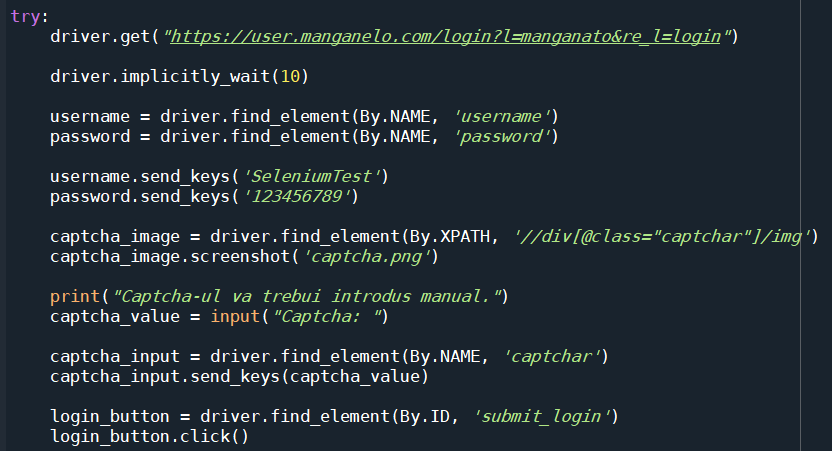 try:
driver.get("https://user.manganelo.com/login?l=manganato&re_l=login")
driver.implicitly_wait(10)
username = driver.find_element(By.NAME, 'username')
password = driver.find_element(By.NAME, 'password')
username.send_keys('SeleniumTest')
password.send_keys('123456789')
captcha_image = driver.find_element(By.XPATH, '//div[@class="captchar"]/img')
captcha_image.screenshot('captcha.png')
print("Captcha-ul va trebui introdus manual.")
captcha_value = input("Captcha: ")
captcha_input = driver.find_element(By.NAME, 'captchar')
captcha_input.send_keys(captcha_value)
login_button = driver.find_element(By.ID, 'submit_login')
login_button.click()